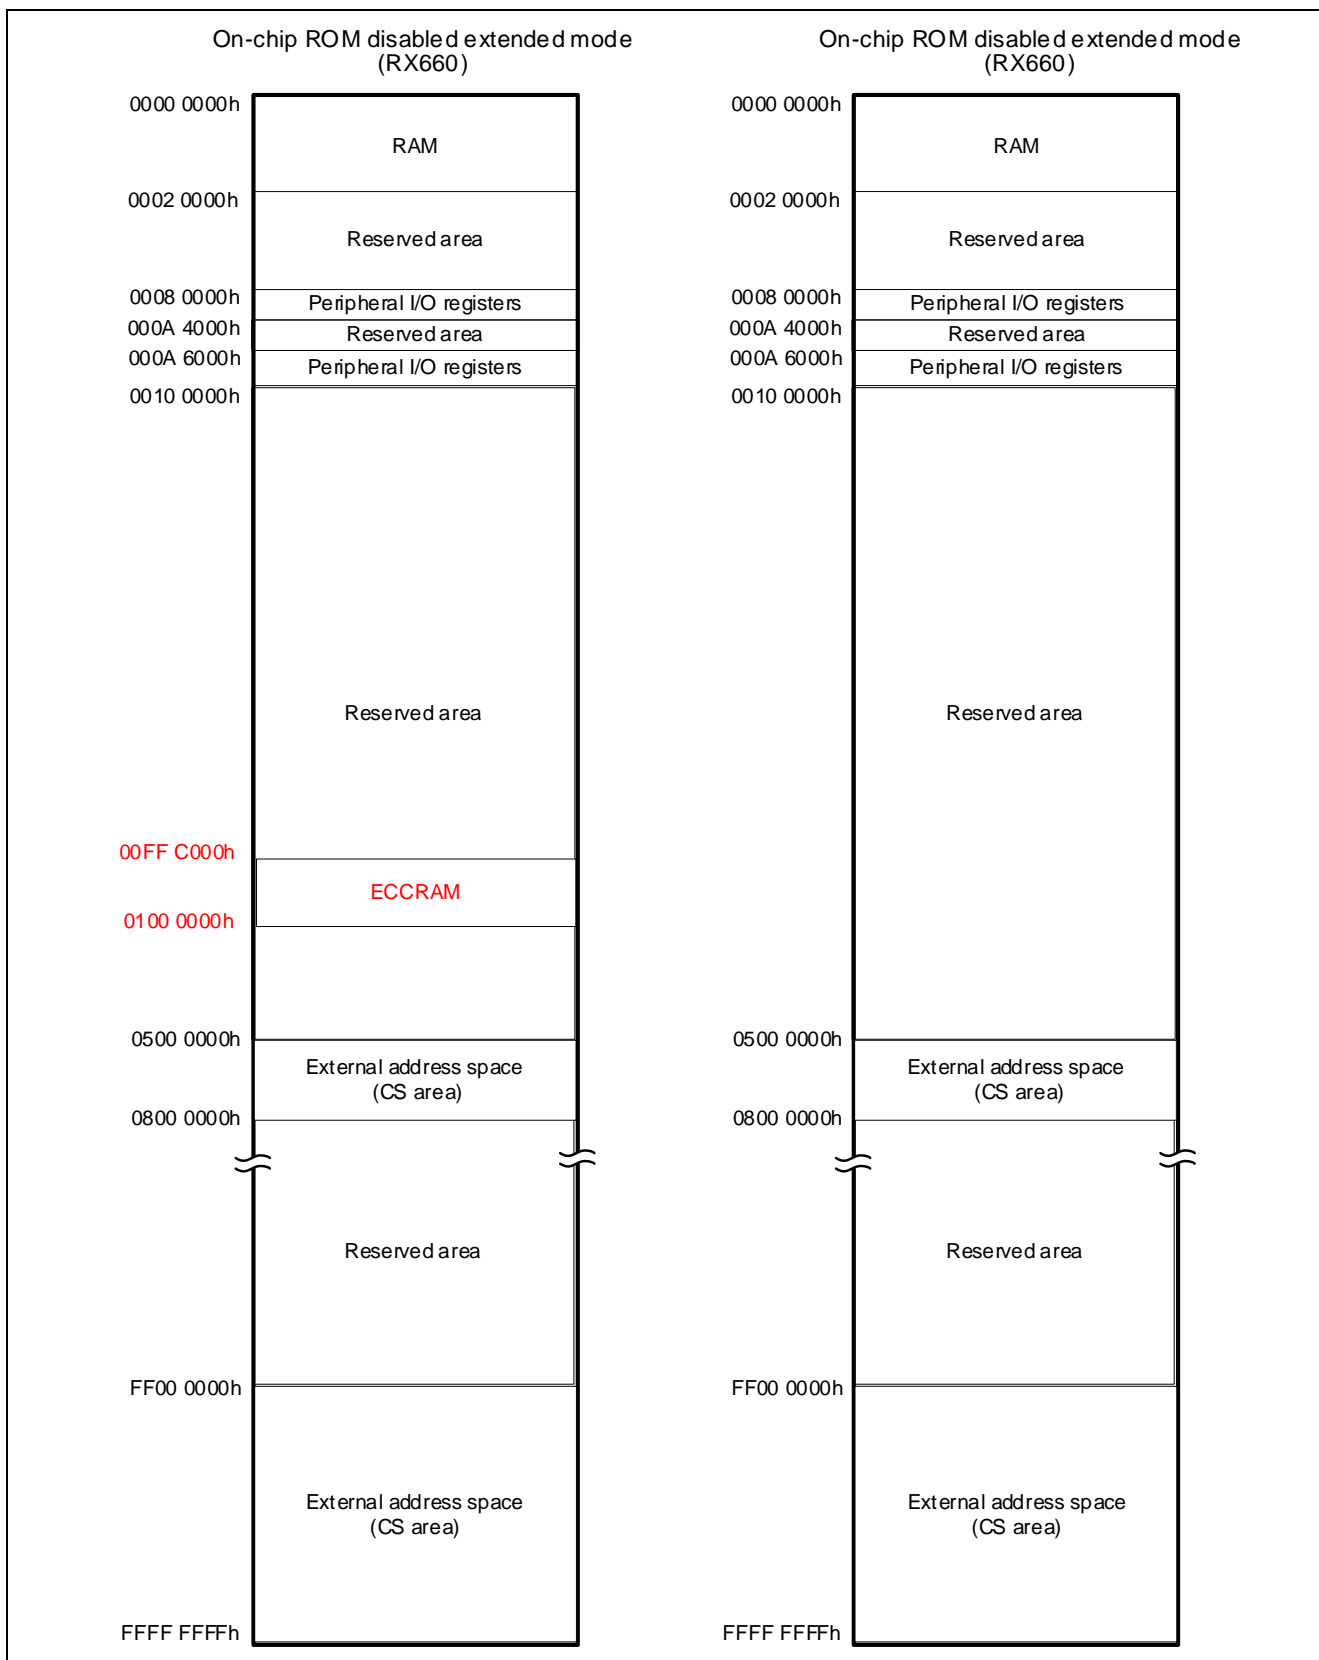 On-chip ROM disabled extended mode
(RX660)
0000 0000h
RAM
0002 0000h
Reserved area
0008 0000h
Peripheral I/O registers
000A 4000h
Reserved area
000A 6000h
Peripheral I/O registers
0010 0000h
Reserved area
00FF C000h
ECCRAM
0100 0000h
0500 0000h
External address space
(CS area)
0800 0000h
Reserved area
FF00 0000h
External address space
(CS area)
FFFF FFFFh
On-chip ROM disabled extended mode
(RX660)
0000 0000h
RAM
0002 0000h
Reserved area
0008 0000h
Peripheral I/O registers
000A 4000h
Reserved area
000A 6000h
Peripheral I/O registers
0010 0000h
Reserved area
0500 0000h
External address space
(CS area)
0800 0000h
Reserved area
FF00 0000h
External address space
(CS area)
FFFF FFFFh